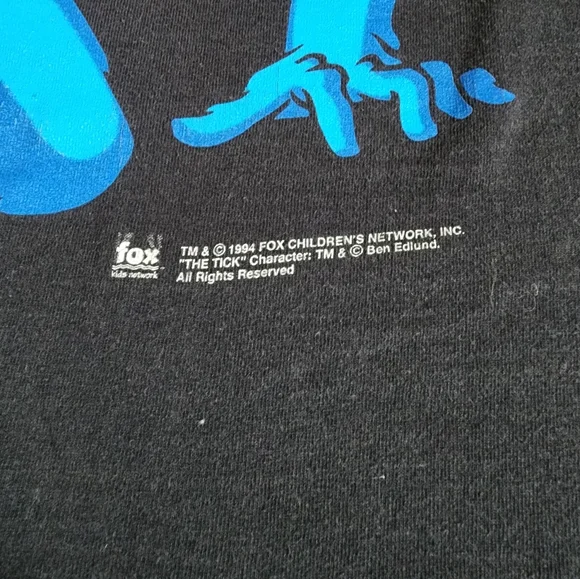 fox
kids network
TM & © 1994 FOX CHILDREN'S NETWORK, INC.
"THE TICK" Character: TM & © Ben Edlund.
All Rights Reserved